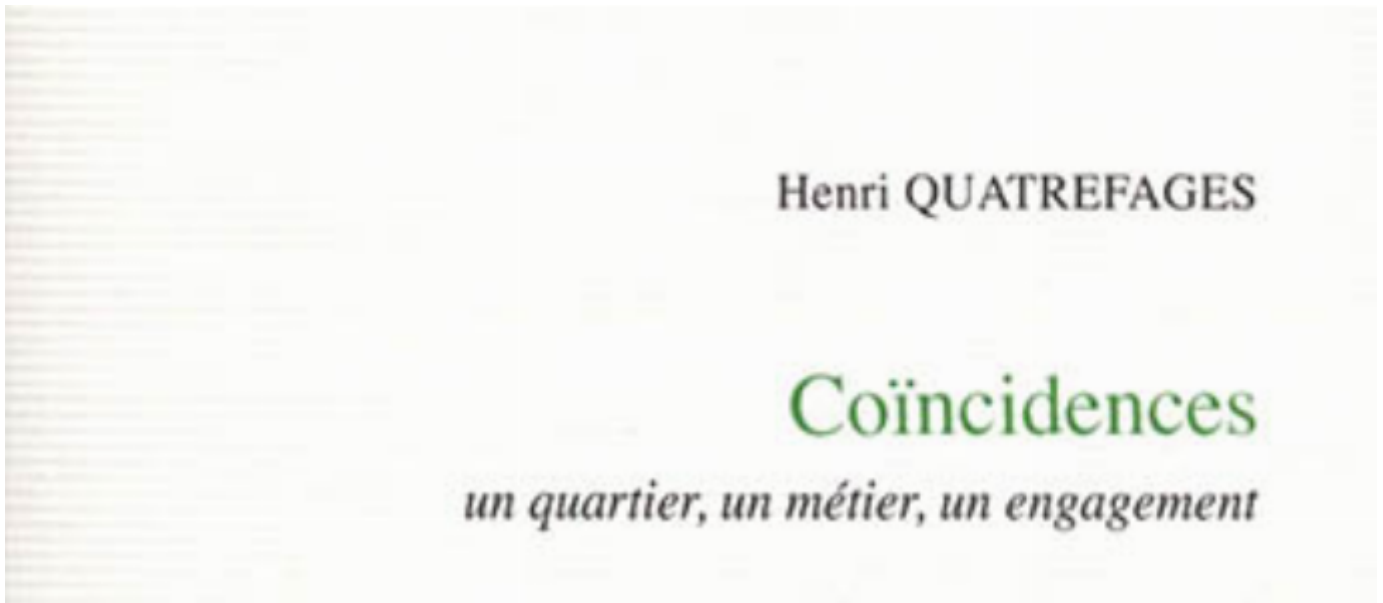 Henri QUATREFAGES
Coïncidences
un quartier, un métier, un engagement